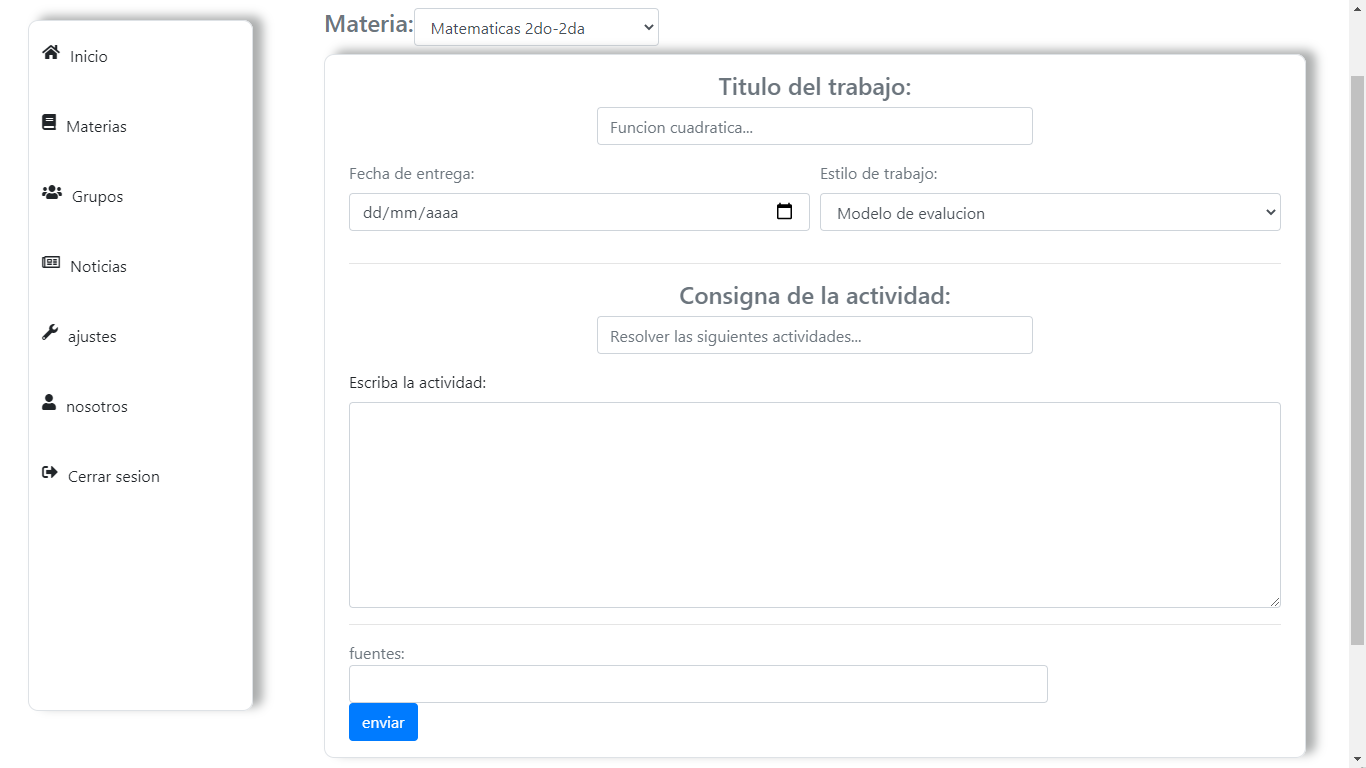 Inicio
Materias
Grupos
Noticias
ajustes
nosotros
Cerrar sesion
Materia: Matematicas 2do-2da
Titulo del trabajo:
Funcion cuadratica...
Fecha de entrega: Estilo de trabajo:
dd/mm/aaaa Modelo de evalucion
Consigna de la actividad:
Resolver las siguientes actividades...
Escriba la actividad:
fuentes:
enviar